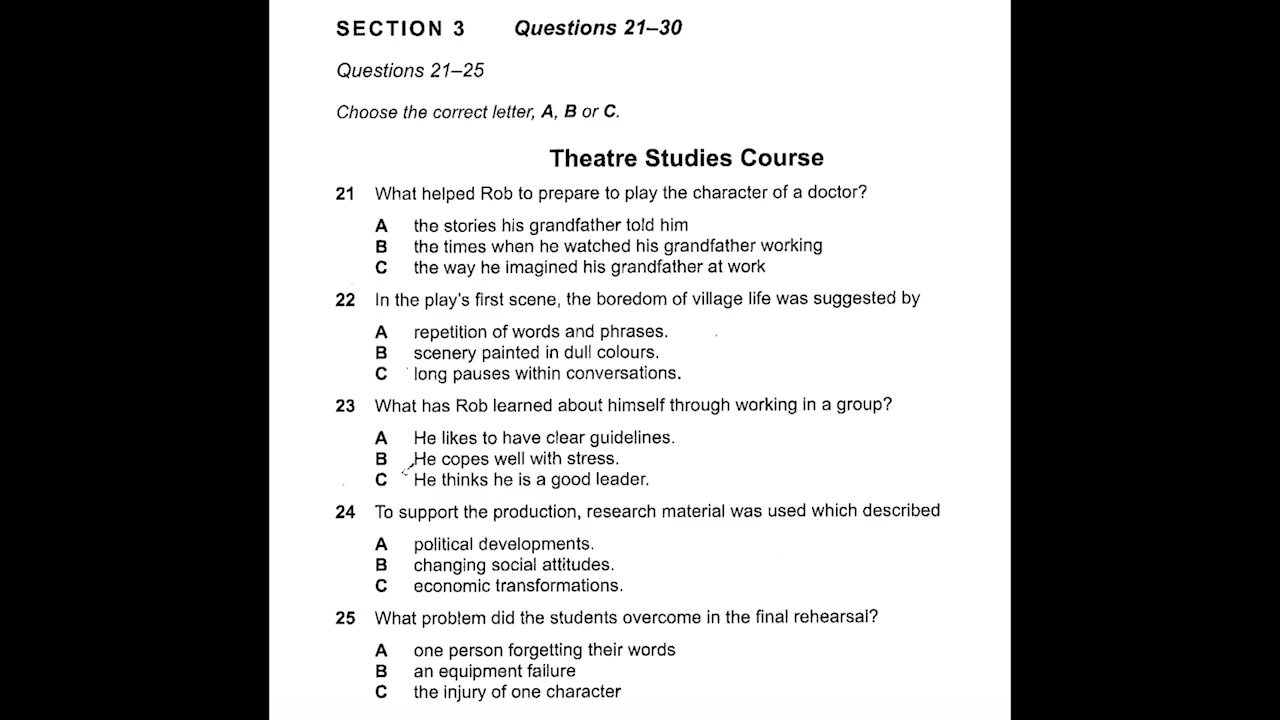 SECTION 3 Questions 21–30
Questions 21–25
Choose the correct letter, A, B or C.
Theatre Studies Course
21 What helped Rob to prepare to play the character of a doctor?
A the stories his grandfather told him
B the times when he watched his grandfather working
C the way he imagined his grandfather at work
22 In the play's first scene, the boredom of village life was suggested by
A repetition of words and phrases.
B scenery painted in dull colours.
C long pauses within conversations.
23 What has Rob learned about himself through working in a group?
A He likes to have clear guidelines.
B He copes well with stress.
C He thinks he is a good leader.
24 To support the production, research material was used which described
A political developments.
B changing social attitudes.
C economic transformations.
25 What problem did the students overcome in the final rehearsal?
A one person forgetting their words
B an equipment failure
C the injury of one character